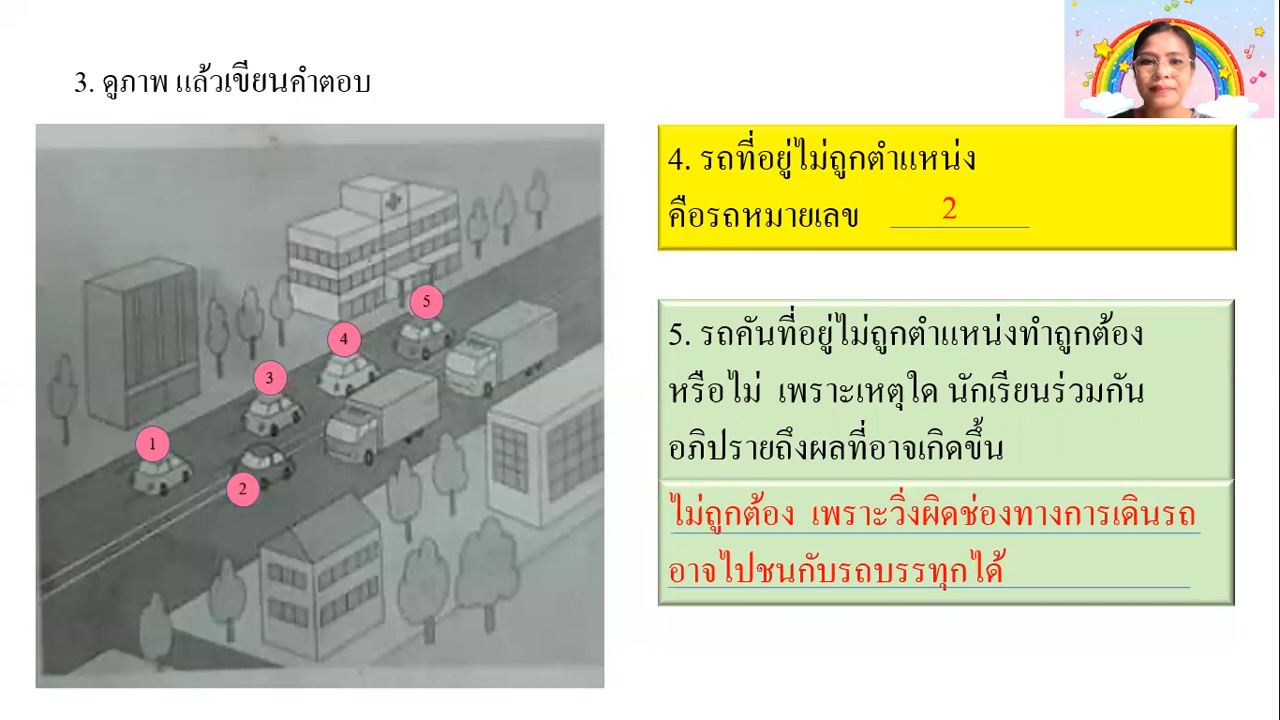 3. ดูภาพ แล้วเขียนคำตอบ
4. รถที่อยู่ไม่ถูกตำแหน่ง
คือรถหมายเลข 2
5
4
3
1
2
5. รถคันที่อยู่ไม่ถูกตำแหน่งทำถูกต้อง
หรือไม่ เพราะเหตุใด นักเรียนร่วมกัน
อภิปรายถึงผลที่อาจเกิดขึ้น
ไม่ถูกต้อง เพราะวิ่งผิดช่องทางการเดินรถ
อาจไปชนกับรถบรรทุกได้